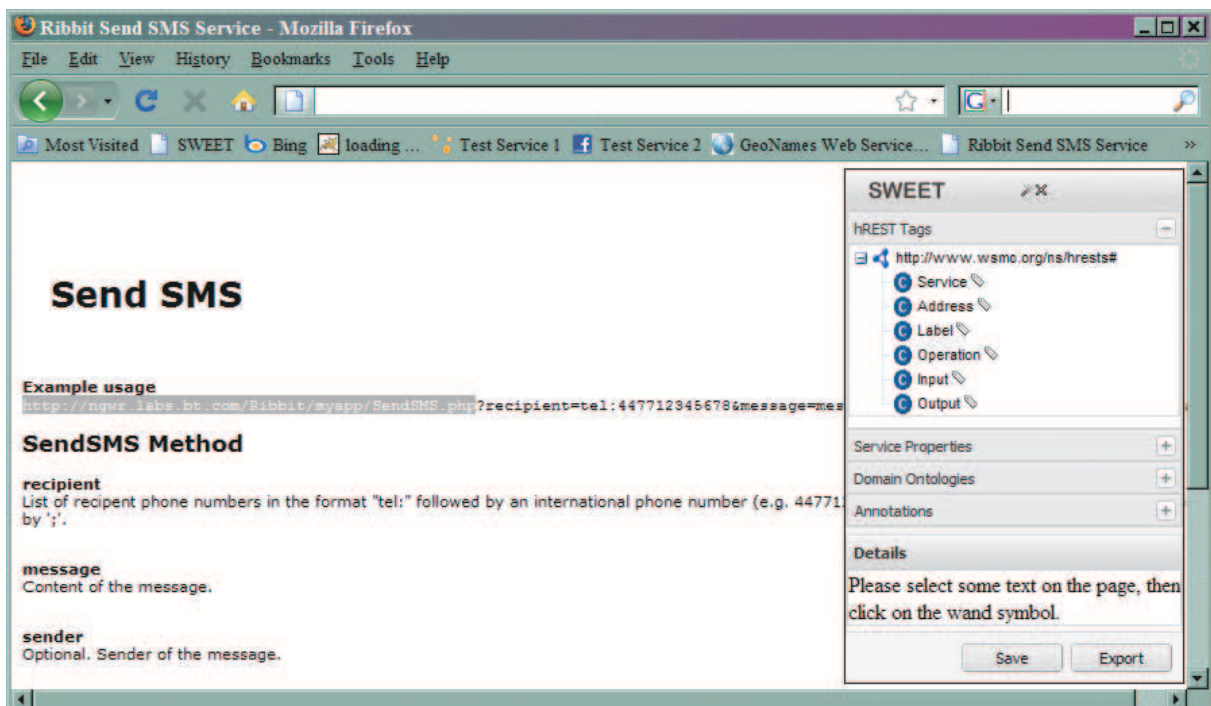 Ribbit Send SMS Service - Mozilla Firefox
File Edit View History Bookmarks Tools Help
G
Most Visited SWEET Bing loading ... Test Service 1 Test Service 2 GeoNames Web Service... Ribbit Send SMS Service »
Send SMS
Example usage
http://ngwr.labs.bt.com/Ribbit/myapp/SendSMS.php?recipient=tel:447712345678&message=mes
SendSMS Method
recipient
List of recipent phone numbers in the format "tel:" followed by an international phone number (e.g. 44771
by ';'.
message
Content of the message.
sender
Optional. Sender of the message.
SWEET
hREST Tags
http://www.wsmo.org/ns/hrests#
C Service
C Address
C Label
C Operation
C Input
C Output
Service Properties
Domain Ontologies
Annotations
Details
Please select some text on the page, then
click on the wand symbol.
Save Export